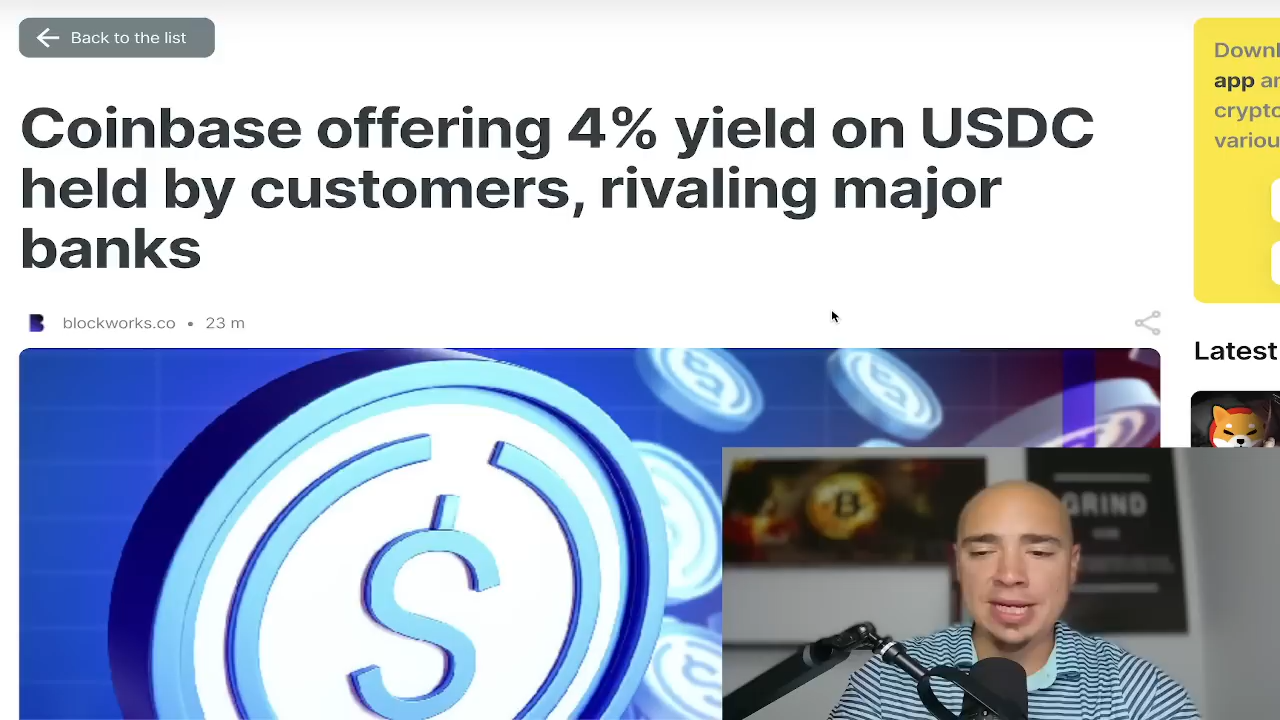 Back to the list
Coinbase offering 4% yield on USDC
held by customers, rivaling major
banks
blockworks.co • 23 m
app
crypto
Latest
GRIND